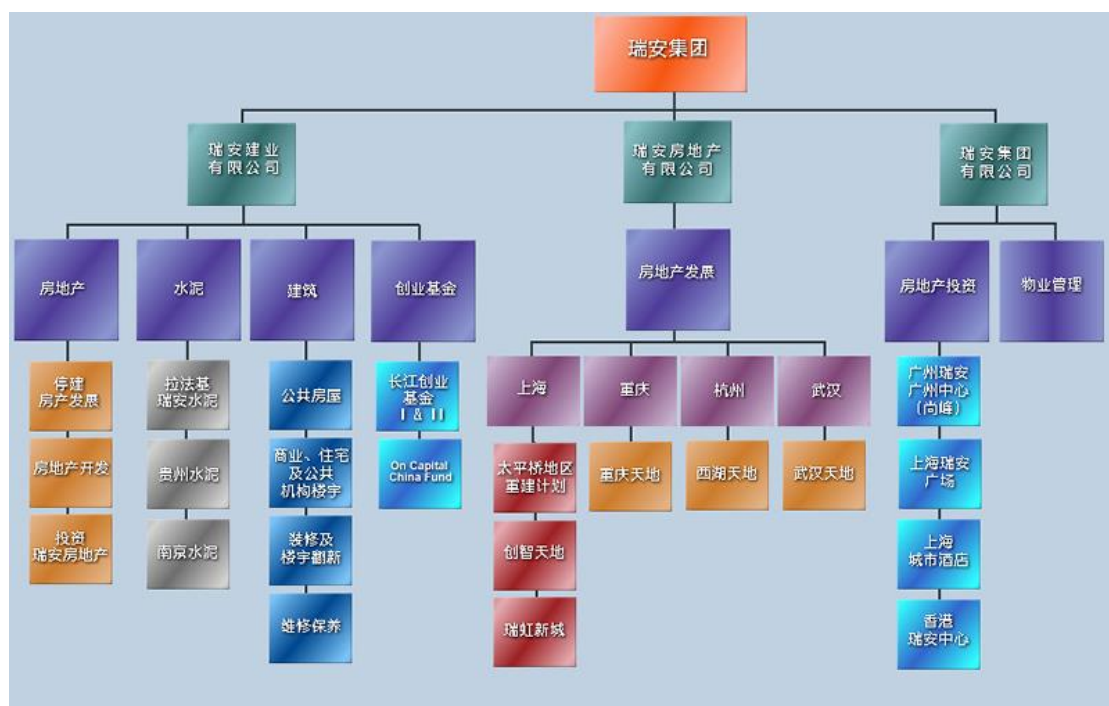 瑞安集团
瑞安建业
有限公司
瑞安房地产
有限公司
瑞安集团
有限公司
房地产
水泥
建筑
创业基金
房地产发展
房地产投资
物业管理
停建
房产发展
房地产开发
投资
瑞安房地产
拉法基
瑞安水泥
贵州水泥
南京水泥
公共房屋
商业、住宅
及公共
机构楼宇
装修及
楼宇翻新
维修保养
长江创业
基金
I & II
On Capital
China Fund
上海
重庆
杭州
武汉
太平桥地区
重建计划
创智天地
瑞虹新城
重庆天地
西湖天地
武汉天地
广州瑞安
广州中心
(尚峰)
上海瑞安
广场
上海
城市酒店
香港
瑞安中心